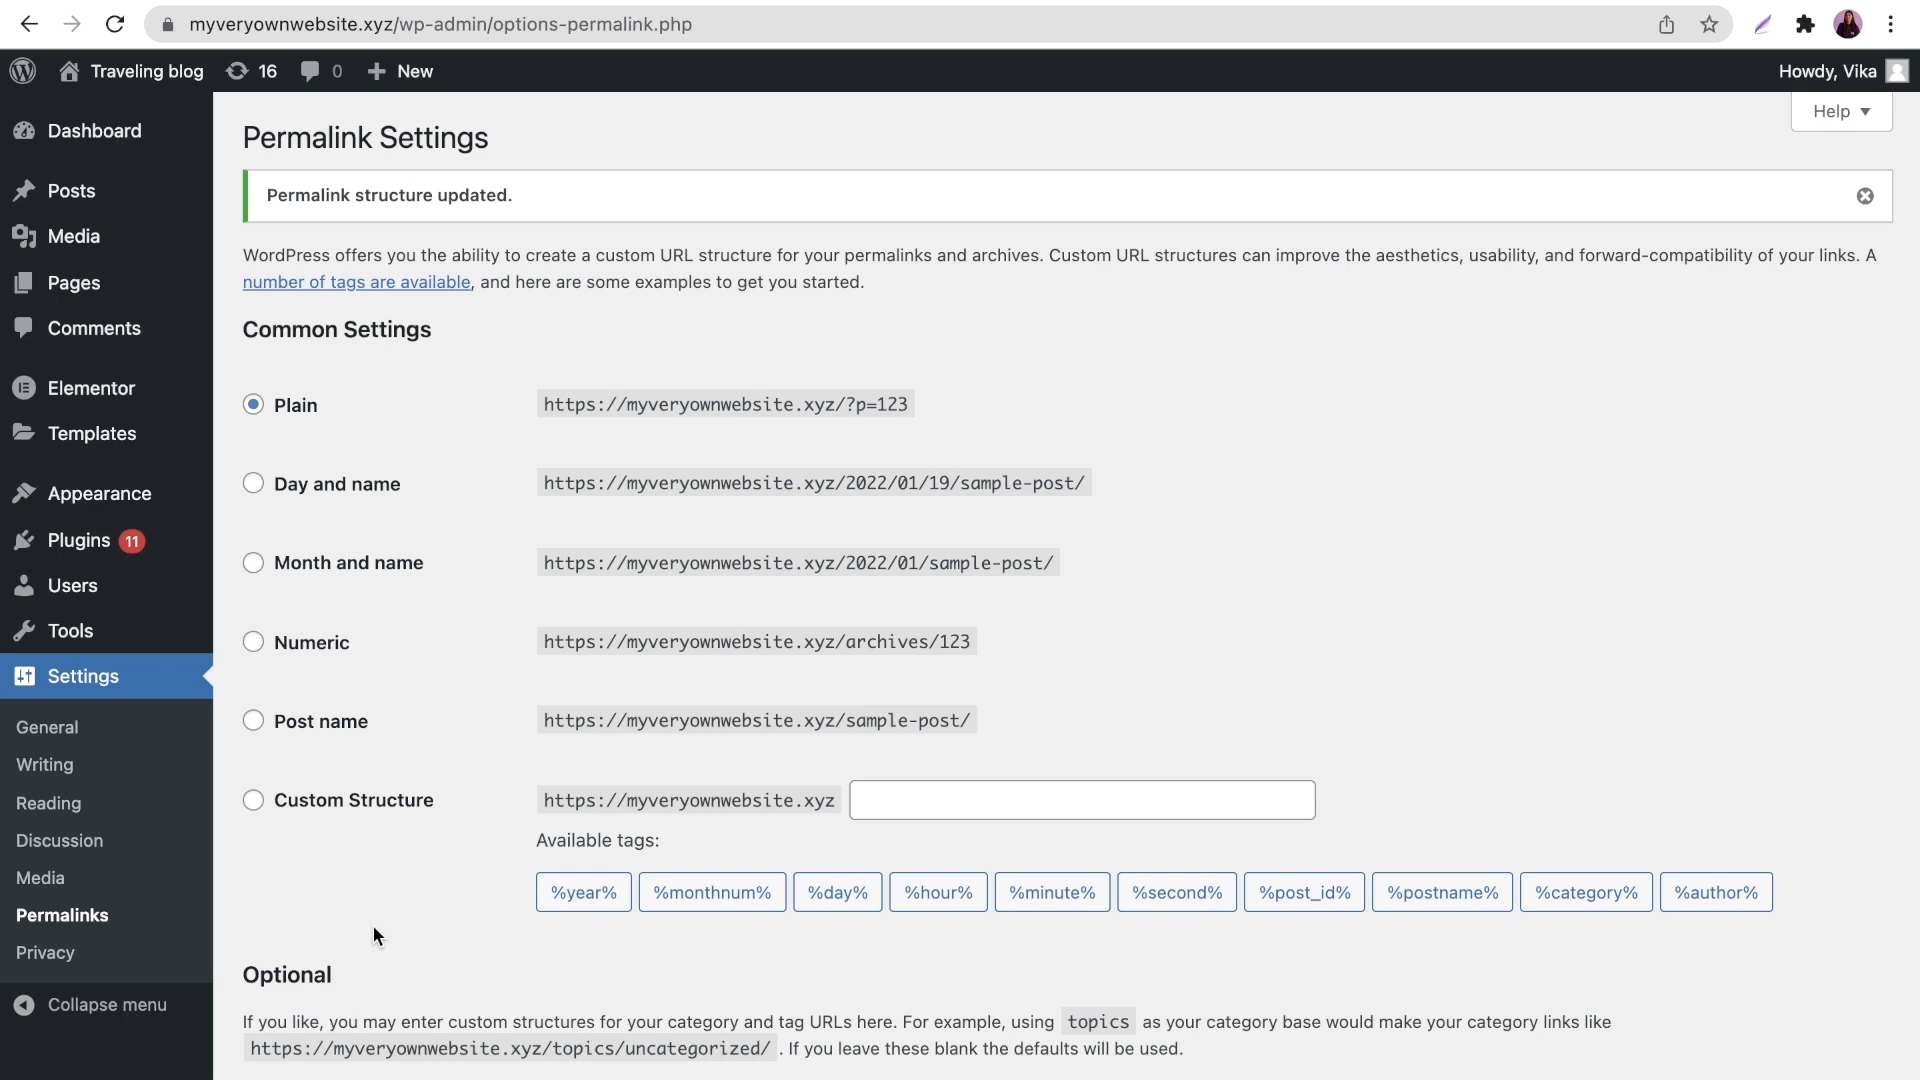 myveryownwebsite.xyz/wp-admin/options-permalink.php
Traveling blog 16 0 New Howdy, Vika
Help
Dashboard
Posts
Media
Pages
Comments
Elementor
Templates
Appearance
Plugins 11
Users
Tools
Settings
General
Writing
Reading
Discussion
Media
Permalinks
Privacy
Collapse menu
Permalink Settings
Permalink structure updated.
WordPress offers you the ability to create a custom URL structure for your permalinks and archives. Custom URL structures can improve the aesthetics, usability, and forward-compatibility of your links. A
number of tags are available, and here are some examples to get you started.
Common Settings
Plain https://myveryownwebsite.xyz/?p=123
Day and name https://myveryownwebsite.xyz/2022/01/19/sample-post/
Month and name https://myveryownwebsite.xyz/2022/01/sample-post/
Numeric https://myveryownwebsite.xyz/archives/123
Post name https://myveryownwebsite.xyz/sample-post/
Custom Structure https://myveryownwebsite.xyz
Available tags:
%year% %monthnum% %day% %hour% %minute% %second% %post_id% %postname% %category% %author%
Optional
If you like, you may enter custom structures for your category and tag URLs here. For example, using topics as your category base would make your category links like
https://myveryownwebsite.xyz/topics/uncategorized/ . If you leave these blank the defaults will be used.